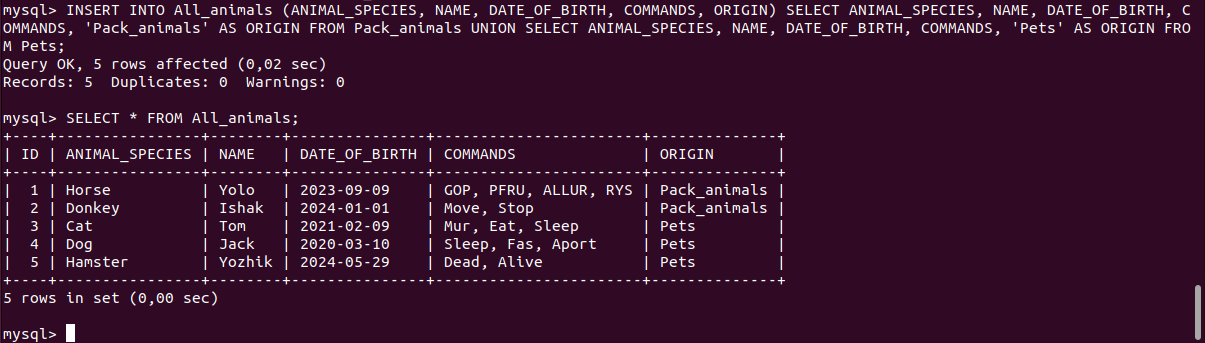 mysql> INSERT INTO All_animals (ANIMAL_SPECIES, NAME, DATE_OF_BIRTH, COMMANDS, ORIGIN) SELECT ANIMAL_SPECIES, NAME, DATE_OF_BIRTH, C
OMMANDS, 'Pack_animals' AS ORIGIN FROM Pack_animals UNION SELECT ANIMAL_SPECIES, NAME, DATE_OF_BIRTH, COMMANDS, 'Pets' AS ORIGIN FRO
M Pets;
Query OK, 5 rows affected (0,02 sec)
Records: 5  Duplicates: 0  Warnings: 0

mysql> SELECT * FROM All_animals;
+----+----------------+--------+---------------+-----------------------+--------------+
| ID | ANIMAL_SPECIES | NAME   | DATE_OF_BIRTH | COMMANDS              | ORIGIN       |
+----+----------------+--------+---------------+-----------------------+--------------+
|  1 | Horse          | Yolo   | 2023-09-09    | GOP, PFRU, ALLUR, RYS | Pack_animals |
|  2 | Donkey         | Ishak  | 2024-01-01    | Move, Stop            | Pack_animals |
|  3 | Cat            | Tom    | 2021-02-09    | Mur, Eat, Sleep       | Pets         |
|  4 | Dog            | Jack   | 2020-03-10    | Sleep, Fas, Aport     | Pets         |
|  5 | Hamster        | Yozhik | 2024-05-29    | Dead, Alive           | Pets         |
+----+----------------+--------+---------------+-----------------------+--------------+
5 rows in set (0,00 sec)

mysql>